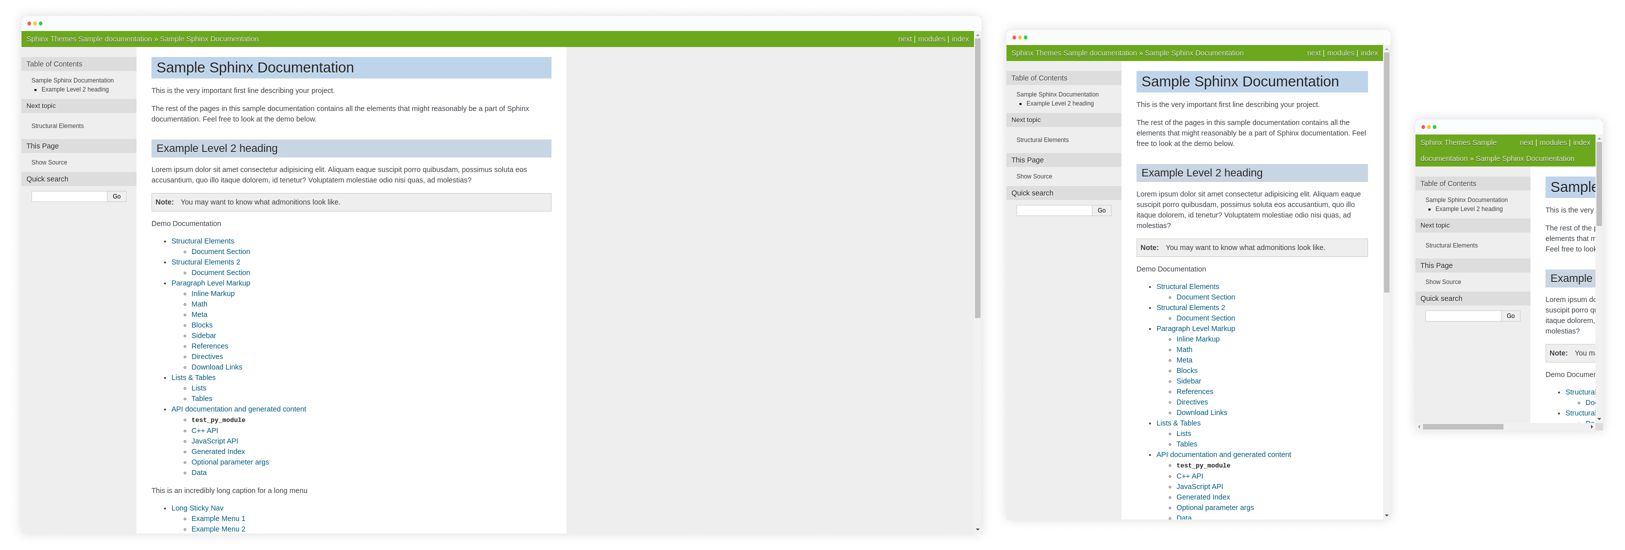 Sphinx Themes Sample documentation » Sample Sphinx Documentation
next | modules | index
Table of Contents
Sample Sphinx Documentation
Example Level 2 heading
Next topic
Structural Elements
This Page
Show Source
Quick search
Go
Sample Sphinx Documentation
This is the very important first line describing your project.
The rest of the pages in this sample documentation contains all the elements that might reasonably be a part of Sphinx
documentation. Feel free to look at the demo below.
Example Level 2 heading
Lorem ipsum dolor sit amet consectetur adipisicing elit. Aliquam eaque suscipit porro quibusdam, possimus soluta eos
accusantium, quo illo itaque dolorem, id tenetur? Voluptatem molestiae odio nisi quas, ad molestias?
Note: You may want to know what admonitions look like.
Demo Documentation
Structural Elements
Document Section
Structural Elements 2
Document Section
Paragraph Level Markup
Inline Markup
Math
Meta
Blocks
Sidebar
References
Directives
Download Links
Lists & Tables
Lists
Tables
API documentation and generated content
test_py_module
C++ API
JavaScript API
Generated Index
Optional parameter args
Data
This is an incredibly long caption for a long menu
Long Sticky Nav
Example Menu 1
Example Menu 2
Sphinx Themes Sample documentation » Sample Sphinx Documentation
next | modules | index
Table of Contents
Sample Sphinx Documentation
Example Level 2 heading
Next topic
Structural Elements
This Page
Show Source
Quick search
Go
Sample Sphinx Documentation
This is the very important first line describing your project.
The rest of the pages in this sample documentation contains all the
elements that might reasonably be a part of Sphinx documentation. Feel
free to look at the demo below.
Example Level 2 heading
Lorem ipsum dolor sit amet consectetur adipisicing elit. Aliquam eaque
suscipit porro quibusdam, possimus soluta eos accusantium, quo illo
itaque dolorem, id tenetur? Voluptatem molestiae odio nisi quas, ad
molestias?
Note: You may want to know what admonitions look like.
Demo Documentation
Structural Elements
Document Section
Structural Elements 2
Document Section
Paragraph Level Markup
Inline Markup
Math
Meta
Blocks
Sidebar
References
Directives
Download Links
Lists & Tables
Lists
Tables
API documentation and generated content
test_py_module
C++ API
JavaScript API
Generated Index
Optional parameter args
Data
Sphinx Themes Sample
next | modules | index
documentation » Sample Sphinx Documentation
Table of Contents
Sample Sphinx Documentation
Example Level 2 heading
Next topic
Structural Elements
This Page
Show Source
Quick search
Go
Sample
This is the very
The rest of the
elements that
Feel free to look
Example
Lorem ipsum
suscipit porro
itaque dolorem,
molestias?
Note: You
Demo
Structural
Structural